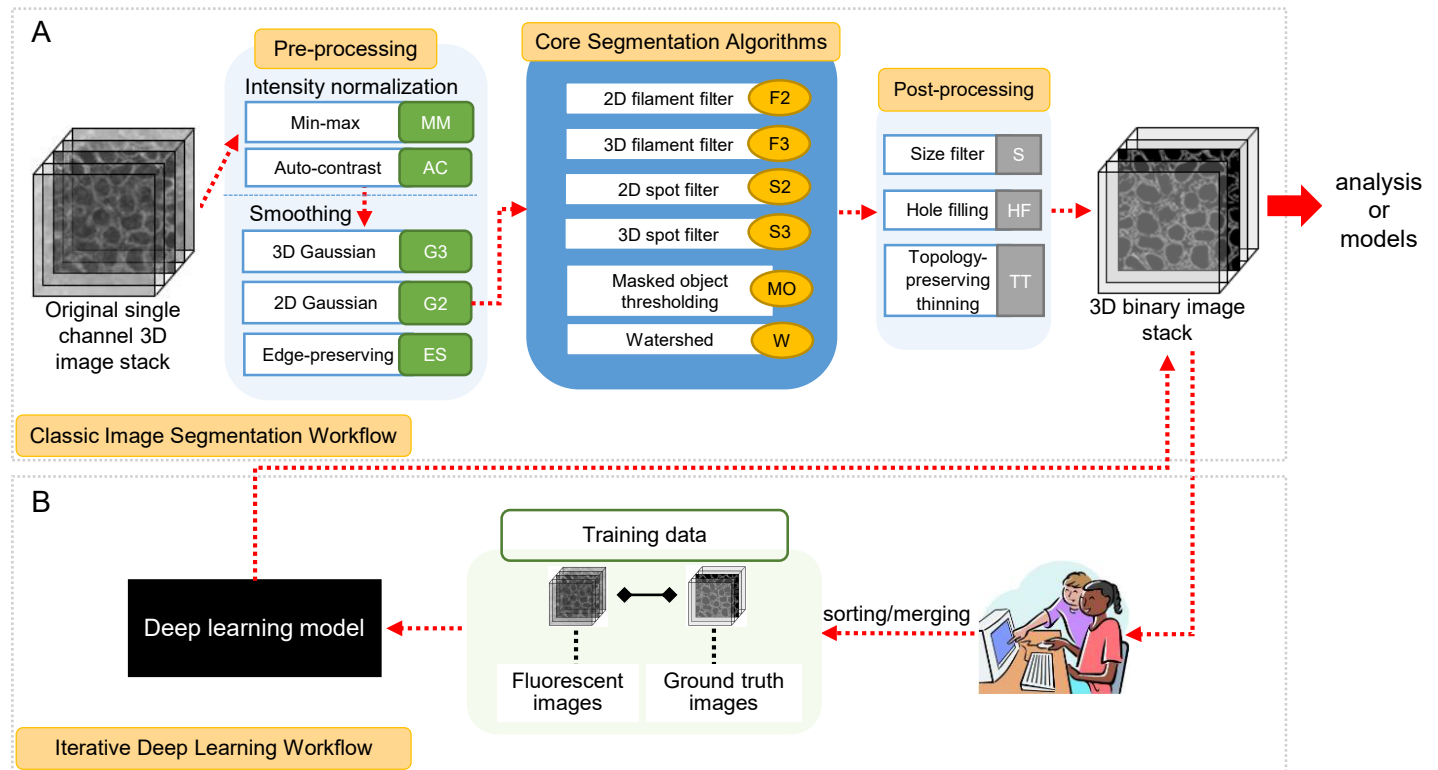 A
Pre-processing
Intensity normalization
Min-max MM
Auto-contrast AC
Smoothing
3D Gaussian G3
2D Gaussian G2
Edge-preserving ES
Original single
channel 3D
image stack
Core Segmentation Algorithms
2D filament filter F2
3D filament filter F3
2D spot filter S2
3D spot filter S3
Masked object
thresholding MO
Watershed W
Post-processing
Size filter S
Hole filling HF
Topology-
preserving TT
thinning
3D binary image
stack
analysis
or
models
Classic Image Segmentation Workflow
B
Training data
Deep learning model
Fluorescent
images
Ground truth
images
sorting/merging
Iterative Deep Learning Workflow